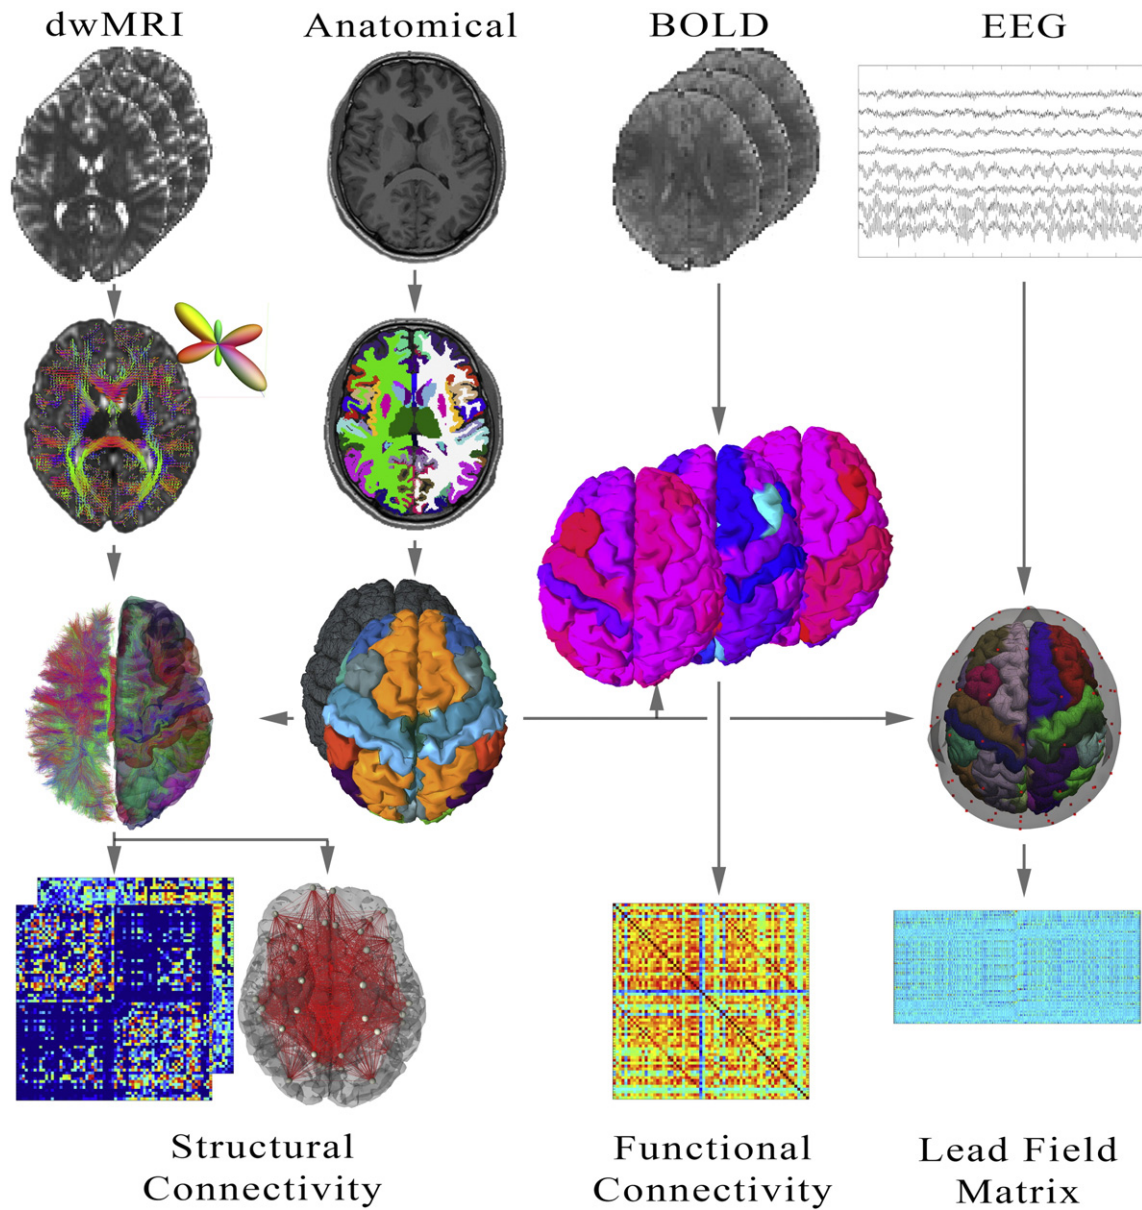 dwMRI
Anatomical
BOLD
EEG
Structural
Connectivity
Functional
Connectivity
Lead Field
Matrix